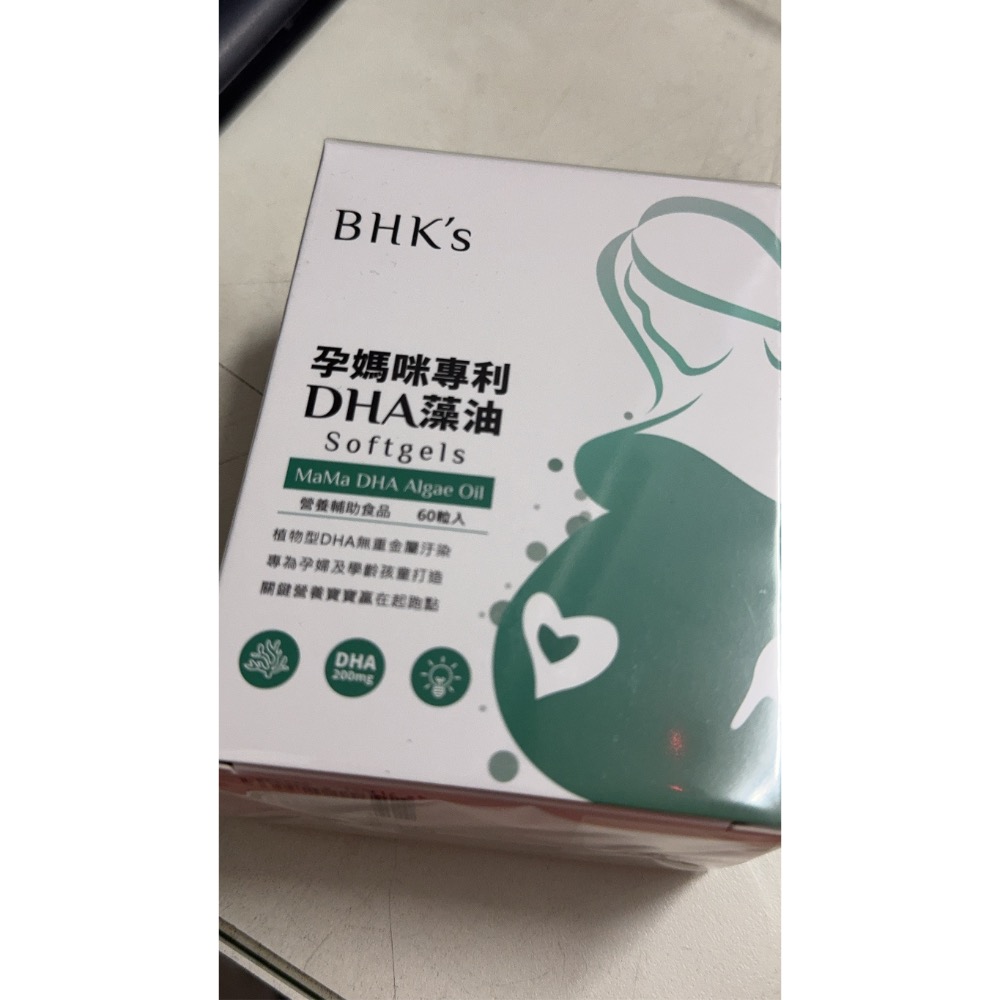 BHK's
孕媽咪專利
DHA藻油
Softgels
MaMa DHA Algae Oil
營養輔助食品 60粒入
植物型DHA無重金屬汙染
專為孕婦及學齡孩童打造
關鍵營養寶寶贏在起跑點
DHA
200mg